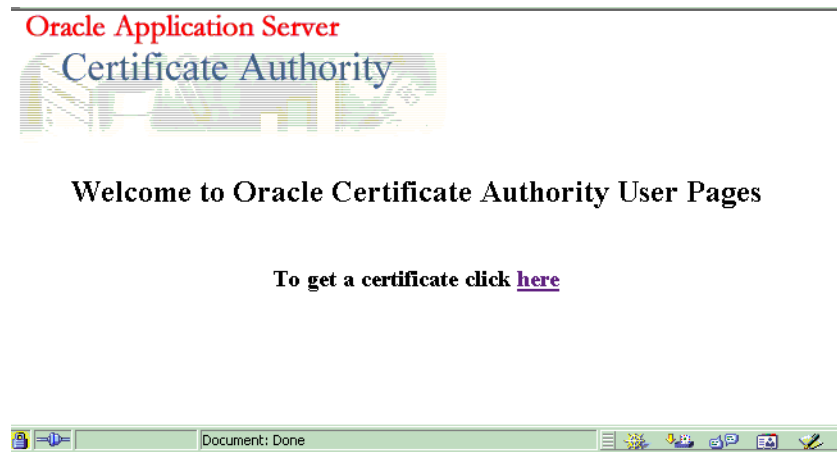 Oracle Application Server
Certificate Authority
Welcome to Oracle Certificate Authority User Pages
To get a certificate click here
Document: Done